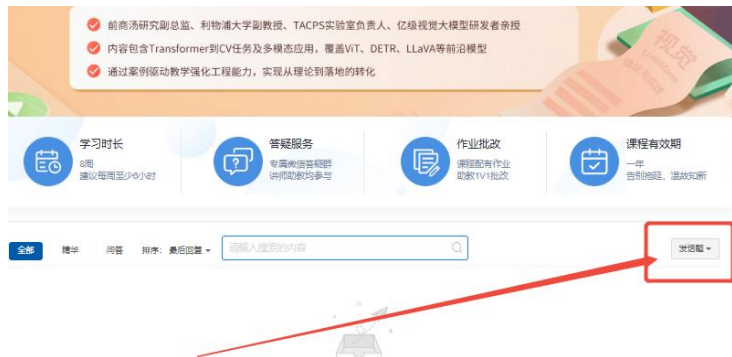 前商汤研究副总监、利物浦大学副教授、TACPS实验室负责人、亿级视觉大模型研发者亲授
内容包含Transformer到CV任务及多模态应用，覆盖ViT、DETR、LLaVA等前沿模型
通过案例驱动教学强化工程能力，实现从理论到落地的转化
视觉
学习时长
8周
建议每周至少6小时
答疑服务
专属微信答疑群
讲师助教均参与
作业批改
课程配有作业
助教1V1批改
课程有效期
一年
告别拖延，温故知新
全部 精华 问答 排序: 最后回复 请输入搜索的内容 发话题